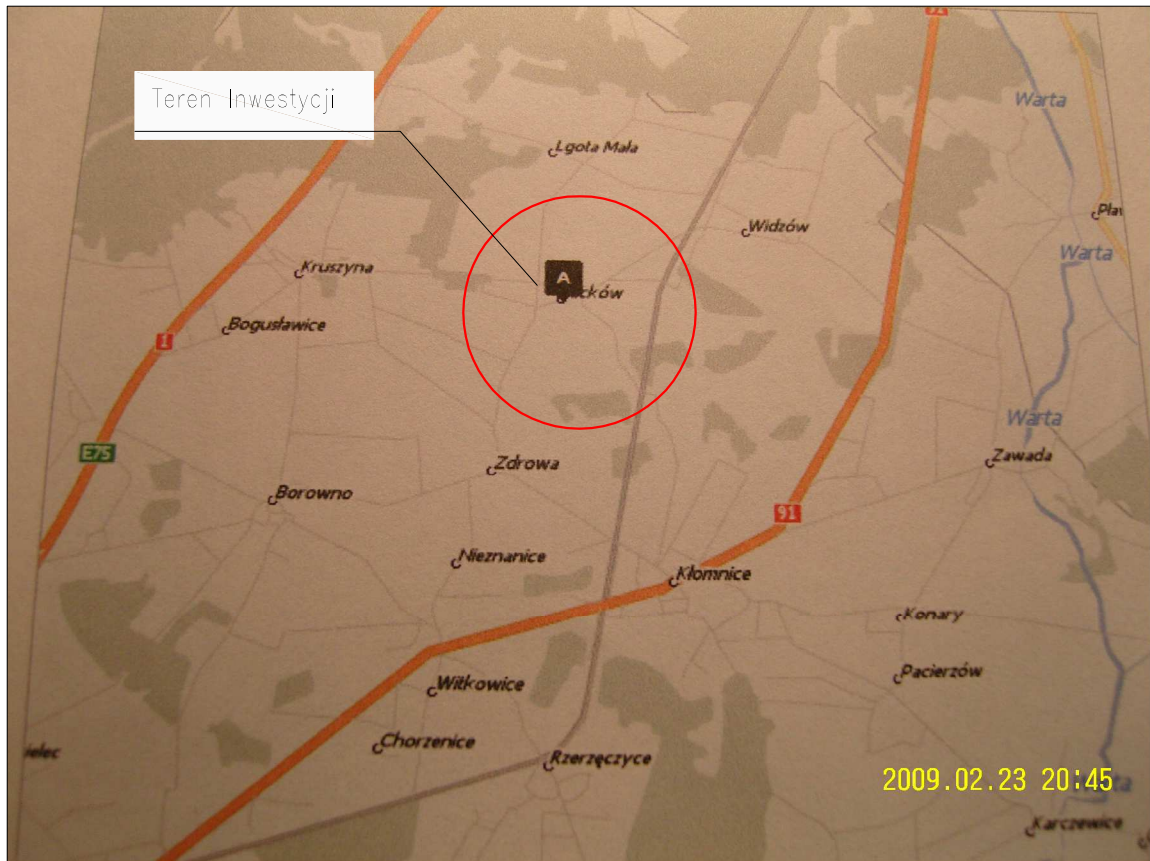 91
Warta
Teren Inwestycji
Lgota Mała
Widzów
Warta
Kruszyna
A
Bogusławice
1
Warta
E75
Zdrowa
Zawada
Borowno
91
Nieznanice
Kłomnice
Konary
Pacierzów
Witkowice
Chorzenice
Rzerzęczyce
2009.02.23 20:45
Karczewice